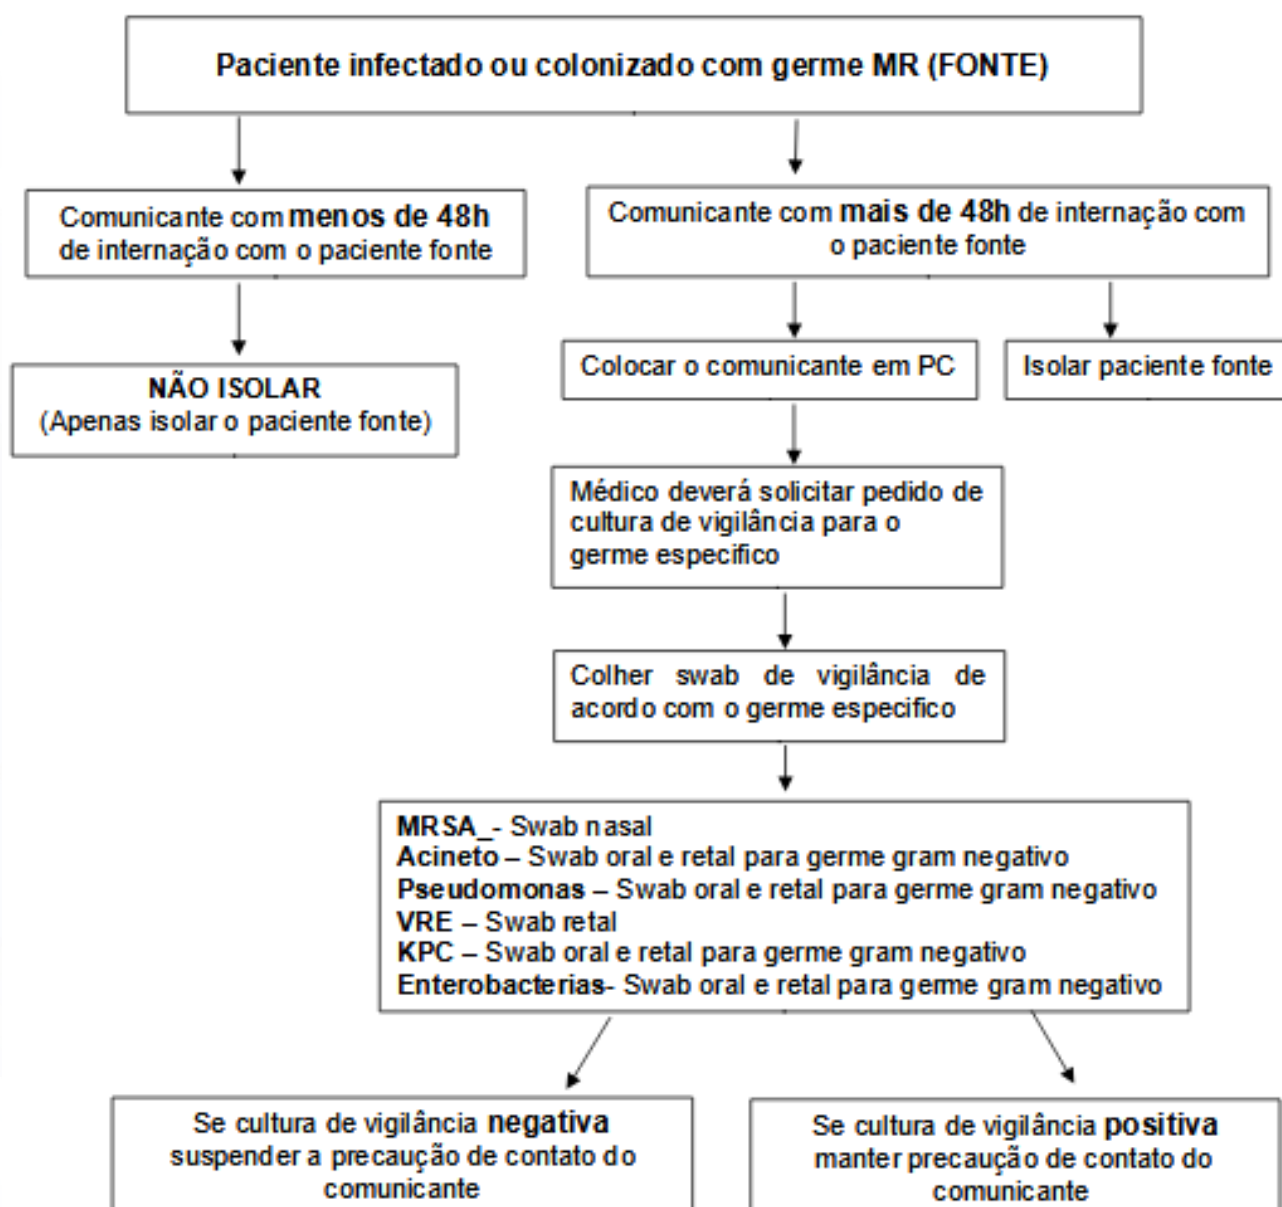 Paciente infectado ou colonizado com germe MR (FONTE)
Comunicante com menos de 48h
de internação com o paciente fonte
Comunicante com mais de 48h de internação com
o paciente fonte
NÃO ISOLAR
(Apenas isolar o paciente fonte)
Colocar o comunicante em PC
Isolar paciente fonte
Médico deverá solicitar pedido de
cultura de vigilância para o
germe especifico
Colher swab de vigilância de
acordo com o germe especifico
MRSA_- Swab nasal
Acineto – Swab oral e retal para germe gram negativo
Pseudomonas – Swab oral e retal para germe gram negativo
VRE – Swab retal
KPC – Swab oral e retal para germe gram negativo
Enterobacterias- Swab oral e retal para germe gram negativo
Se cultura de vigilância negativa
suspender a precaução de contato do
comunicante
Se cultura de vigilância positiva
manter precaução de contato do
comunicante